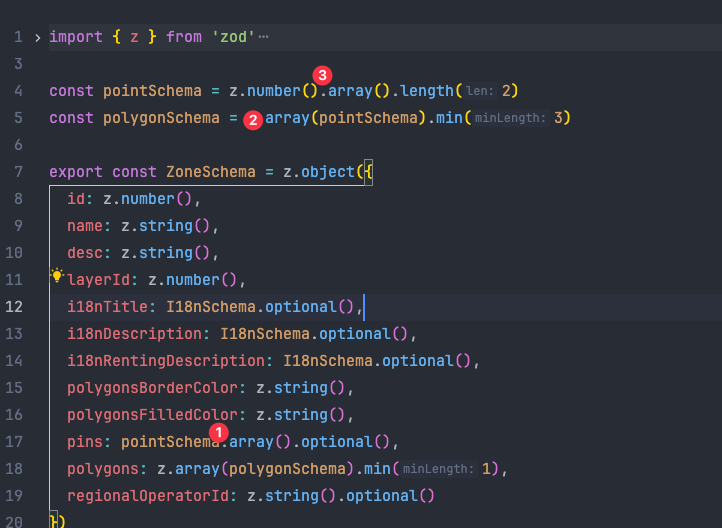 1 import { z } from 'zod'…
3
4 const pointSchema = z.number().array().length(len: 2)
5 const polygonSchema = array(pointSchema).min(minLength: 3)
6
7 export const ZoneSchema = z.object({
8 id: z.number(),
9 name: z.string(),
10 desc: z.string(),
11 layerId: z.number(),
12 i18nTitle: I18nSchema.optional(),
13 i18nDescription: I18nSchema.optional(),
14 i18nRentingDescription: I18nSchema.optional(),
15 polygonsBorderColor: z.string(),
16 polygonsFilledColor: z.string(),
17 pins: pointSchema.array().optional(),
18 polygons: z.array(polygonSchema).min(minLength: 1),
19 regionalOperatorId: z.string().optional()
20 })
3
2
1